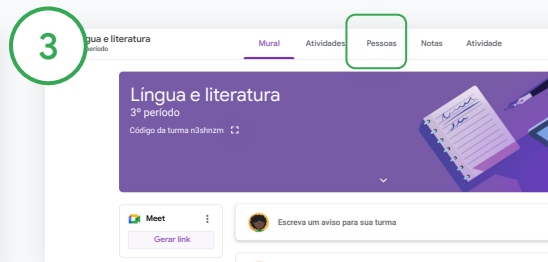 3
gua e literatura
período
Mural Atividades Pessoas Notas Atividade
Língua e literatura
3º período
Código da turma n3shnzm
Meet
Gerar link
Escreva um aviso para sua turma